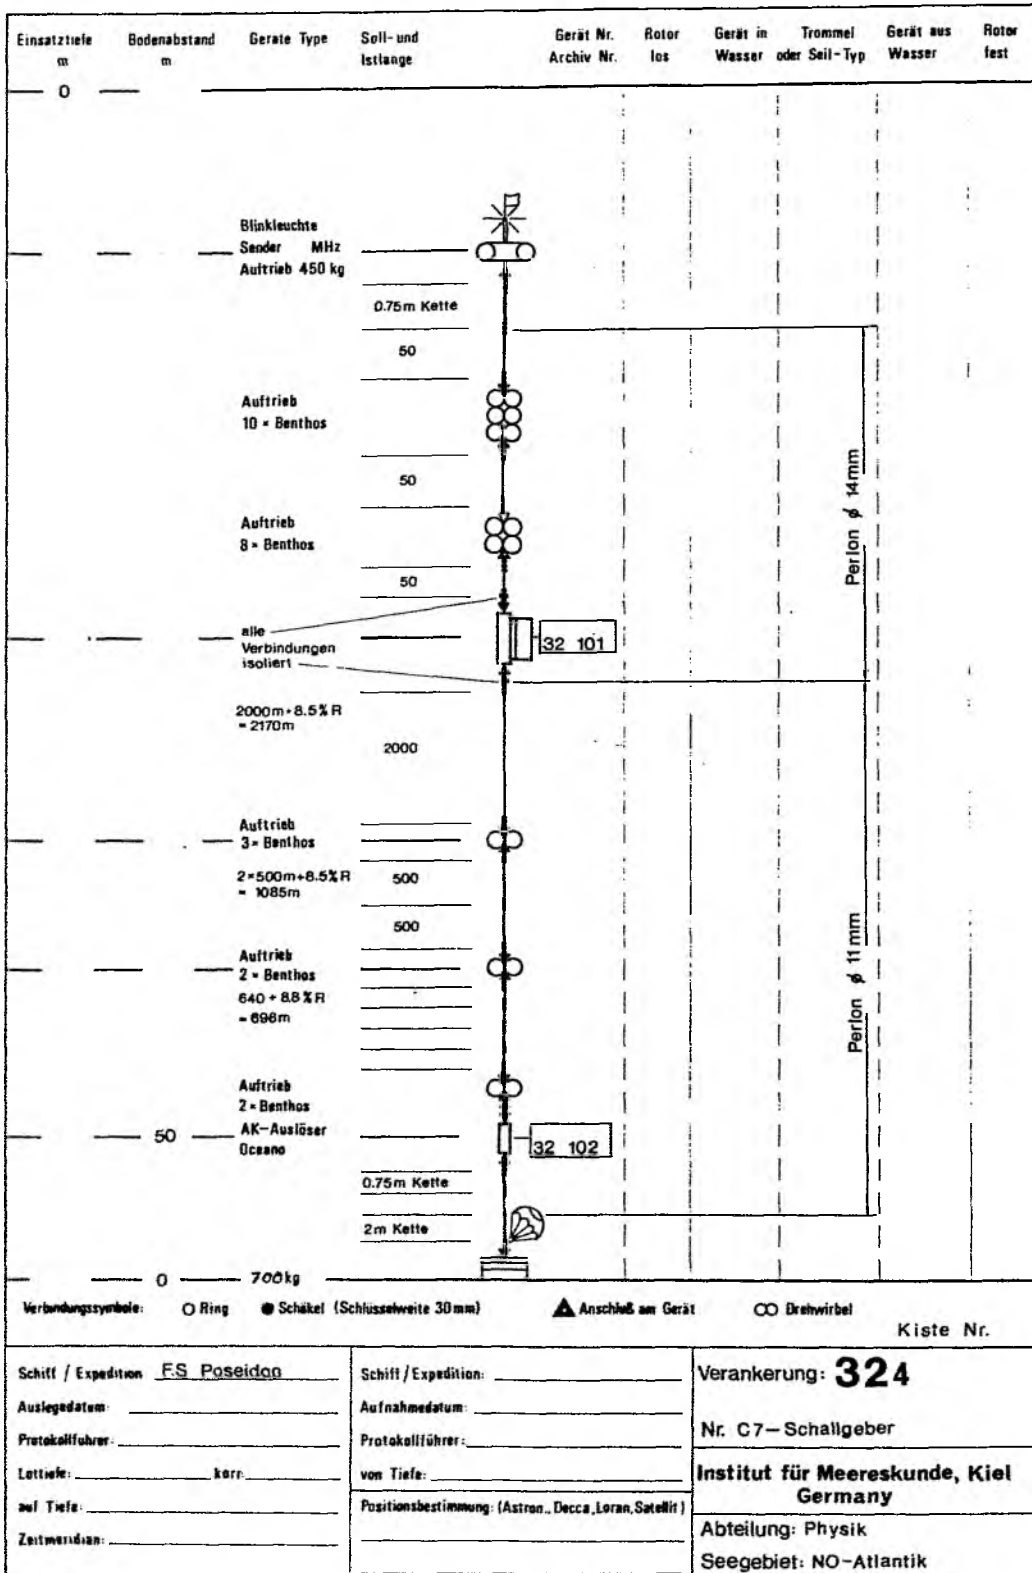 Einsatztiefe m
Bodenabstand m
Gerate Type
Soll- und Istlange
Gerät Nr. Archiv Nr.
Rotor los
Gerät in Wasser
Trommel oder Seil-Typ
Gerät aus Wasser
Rotor fest
0
Blinkleuchte
Sender MHz
Auftrieb 450 kg
0.75m Kette
50
Auftrieb
10 × Benthos
50
Perlon ø 14mm
Auftrieb
8 × Benthos
50
alle
Verbindungen
isoliert
32 101
2000m + 8.5% R
= 2170m
2000
Auftrieb
3 × Benthos
2×500m+8.5% R
= 1085m
500
500
Perlon ø 11mm
Auftrieb
2 × Benthos
640 + 8.8 % R
= 696m
Auftrieb
2 × Benthos
50
AK-Auslöser
Oceano
32 102
0.75m Kette
2m Kette
0
700kg
Verbindungssymbole: Ring Schäkel (Schlüsselweite 30mm) Anschluß am Gerät Drehwirbel
Kiste Nr.
Schiff / Expedition F.S Poseidon
Auslegedatum:
Protokollfuhrer:
Lottiefe: korr.
auf Tiefe:
Zeitmeridian:
Schiff / Expedition:
Aufnahmedatum:
Protokollführer:
von Tiefe:
Positionsbestimmung: (Astron., Decca, Loran, Satellit)
Verankerung: 324
Nr. C7-Schallgeber
Institut für Meereskunde, Kiel
Germany
Abteilung: Physik
Seegebiet: NO-Atlantik